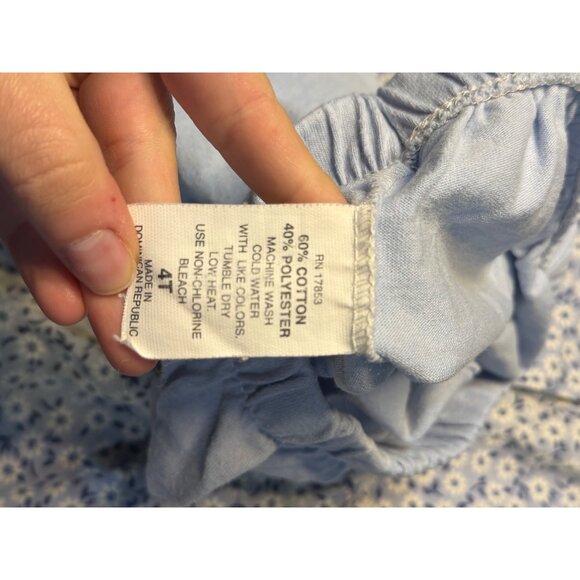 RN 17853
60% COTTON
40% POLYESTER
MACHINE WASH
COLD WATER
WITH LIKE COLORS.
TUMBLE DRY
LOW HEAT.
USE NON-CHLORINE
BLEACH
4T
MADE IN
DOMINICAN REPUBLIC